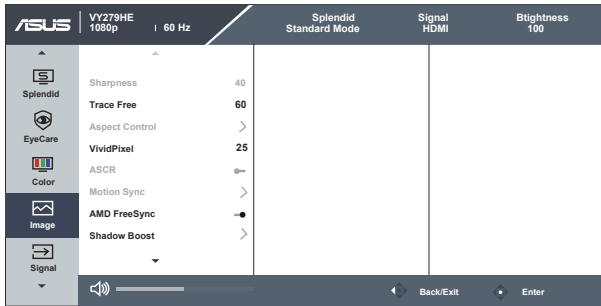 ASUS
VY279HE
1080p 60 Hz
Splendid
Standard Mode
Signal
HDMI
Btightness
100
Splendid
EyeCare
Color
Image
Signal
Sharpness 40
Trace Free 60
Aspect Control
VividPixel 25
ASCR
Motion Sync
AMD FreeSync
Shadow Boost
Back/Exit
Enter